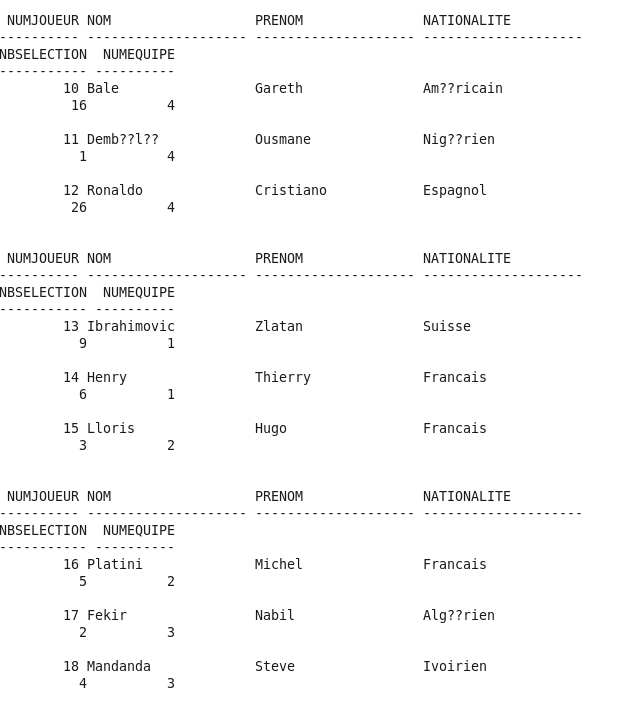 NUMJOUEUR NOM                  PRENOM               NATIONALITE
---------- -------------------- -------------------- --------------------
NBSELECTION  NUMEQUIPE
----------- ----------
        10 Bale                 Gareth               Am??ricain
         16          4
        11 Demb??l??            Ousmane              Nig??rien
          1          4
        12 Ronaldo              Cristiano            Espagnol
         26          4
NUMJOUEUR NOM                  PRENOM               NATIONALITE
---------- -------------------- -------------------- --------------------
NBSELECTION  NUMEQUIPE
----------- ----------
        13 Ibrahimovic          Zlatan               Suisse
          9          1
        14 Henry                Thierry              Francais
          6          1
        15 Lloris               Hugo                 Francais
          3          2
NUMJOUEUR NOM                  PRENOM               NATIONALITE
---------- -------------------- -------------------- --------------------
NBSELECTION  NUMEQUIPE
----------- ----------
        16 Platini              Michel               Francais
          5          2
        17 Fekir                Nabil                Alg??rien
          2          3
        18 Mandanda             Steve                Ivoirien
          4          3